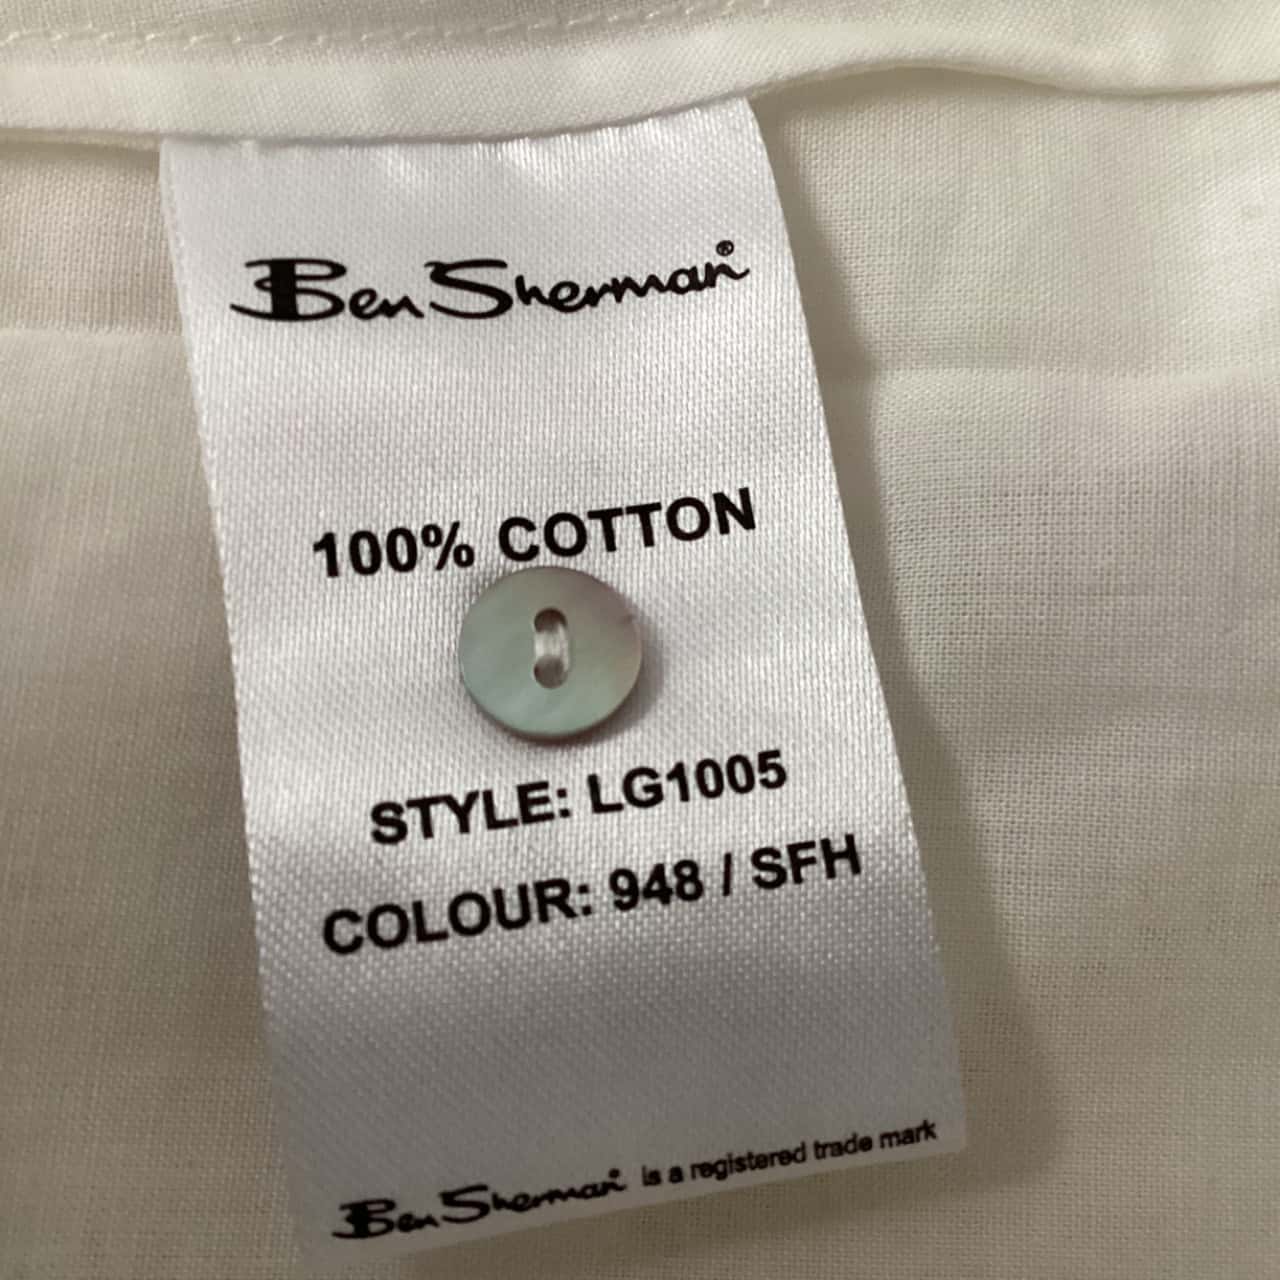 Ben Sherman®
100% COTTON
STYLE: LG1005
COLOUR: 948 / SFH
Ben Sherman is a registered trade mark